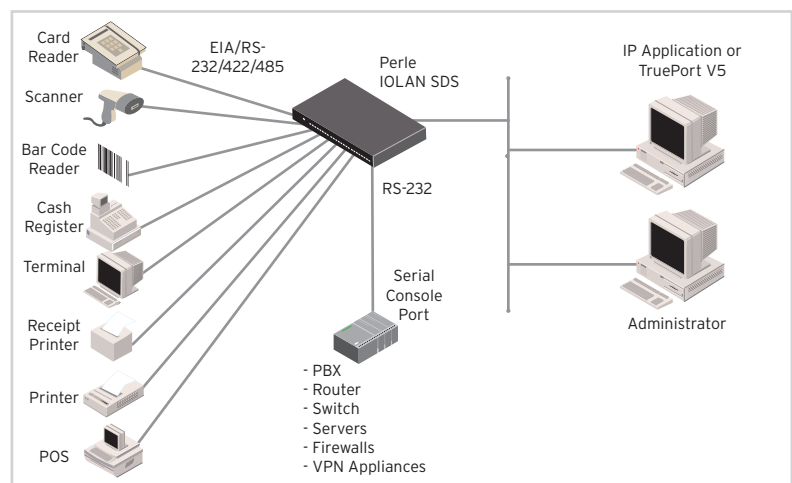 Card
Reader
EIA/RS-
232/422/485
Perle
IOLAN SDS
IP Application or
TruePort V5
Scanner
Bar Code
Reader
RS-232
Cash
Register
Terminal
Serial
Console
Port
Administrator
Receipt
Printer
- PBX
- Router
- Switch
- Servers
- Firewalls
- VPN Appliances
Printer
POS